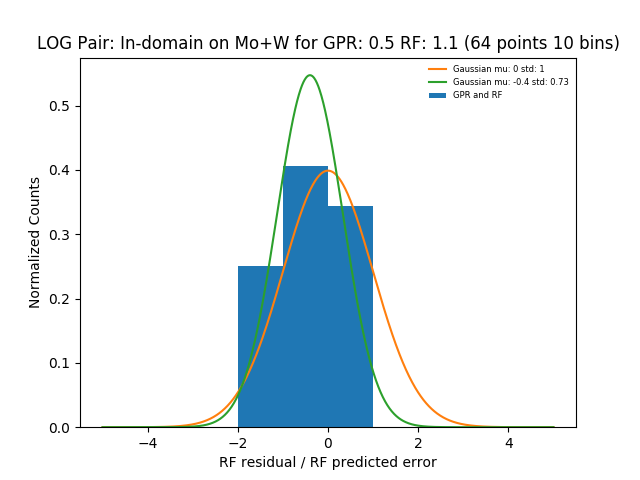 LOG Pair: In-domain on Mo+W for GPR: 0.5 RF: 1.1 (64 points 10 bins)
Gaussian mu: 0 std: 1
Gaussian mu: -0.4 std: 0.73
GPR and RF
Normalized Counts
0.5
0.4
0.3
0.2
0.1
0.0
−4 −2 0 2 4
RF residual / RF predicted error